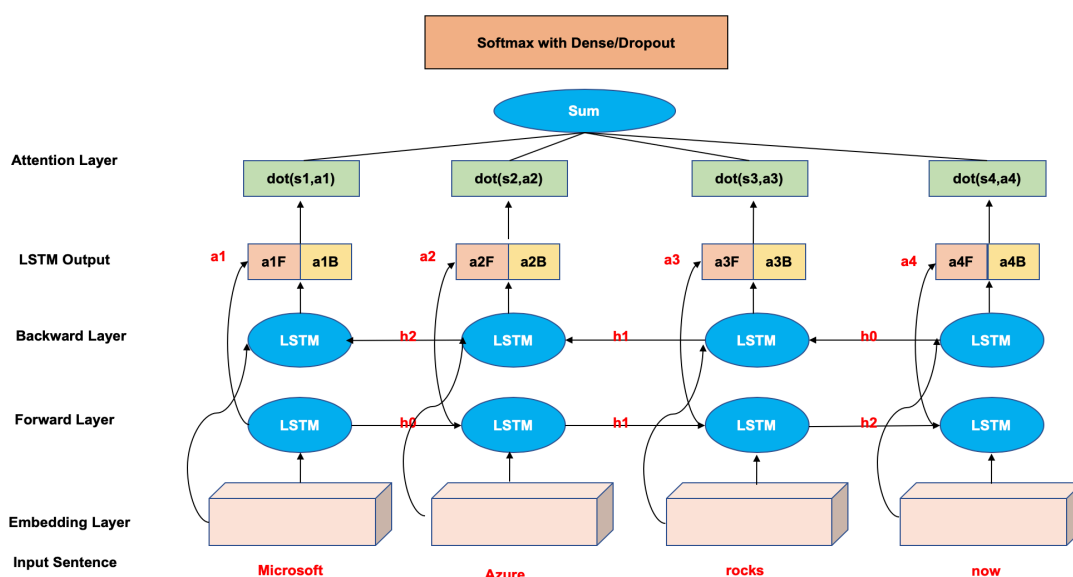 Softmax with Dense/Dropout
Sum
Attention Layer
dot(s1,a1)
dot(s2,a2)
dot(s3,a3)
dot(s4,a4)
LSTM Output
a1
a1F
a1B
a2
a2F
a2B
a3
a3F
a3B
a4
a4F
a4B
Backward Layer
LSTM
h2
LSTM
h1
LSTM
h0
LSTM
Forward Layer
LSTM
h0
LSTM
h1
LSTM
h2
LSTM
Embedding Layer
Input Sentence
Microsoft
Azure
rocks
now